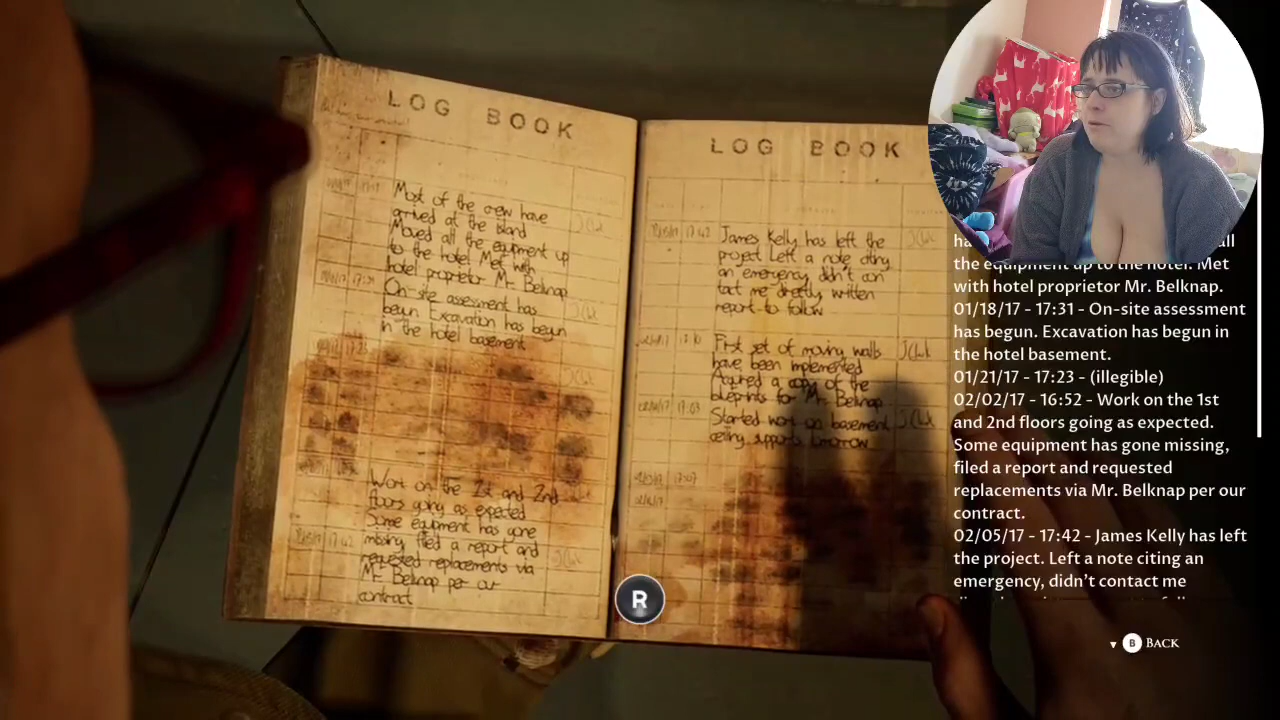 LOG BOOK
Most of the crew have
arrived at the island
Moved all the equipment up
to the hotel Met with
hotel proprietor Mr Belknap
On-site assessment has
begun Excavation has begun
in the hotel basement
Work on the 1st and 2nd
floors going as expected
Some equipment has gone
missing, filed a report and
requested replacements via
Mr Belknap per our
contract
LOG BOOK
17:42
James Kelly has left the
project Left a note citing
an emergency didn't con
tact me directly, written
report to follow
First set of moving walls
have been implemented
Acquired a copy of the
blueprints for Mr Belknap
17:03
Started work on basement
ceiling supports tomorrow
R
the equipment up to the hotel. Met
with hotel proprietor Mr. Belknap.
01/18/17 - 17:31 - On-site assessment
has begun. Excavation has begun in
the hotel basement.
01/21/17 - 17:23 - (illegible)
02/02/17 - 16:52 - Work on the 1st
and 2nd floors going as expected.
Some equipment has gone missing,
filed a report and requested
replacements via Mr. Belknap per our
contract.
02/05/17 - 17:42 - James Kelly has left
the project. Left a note citing an
emergency, didn't contact me
B BACK